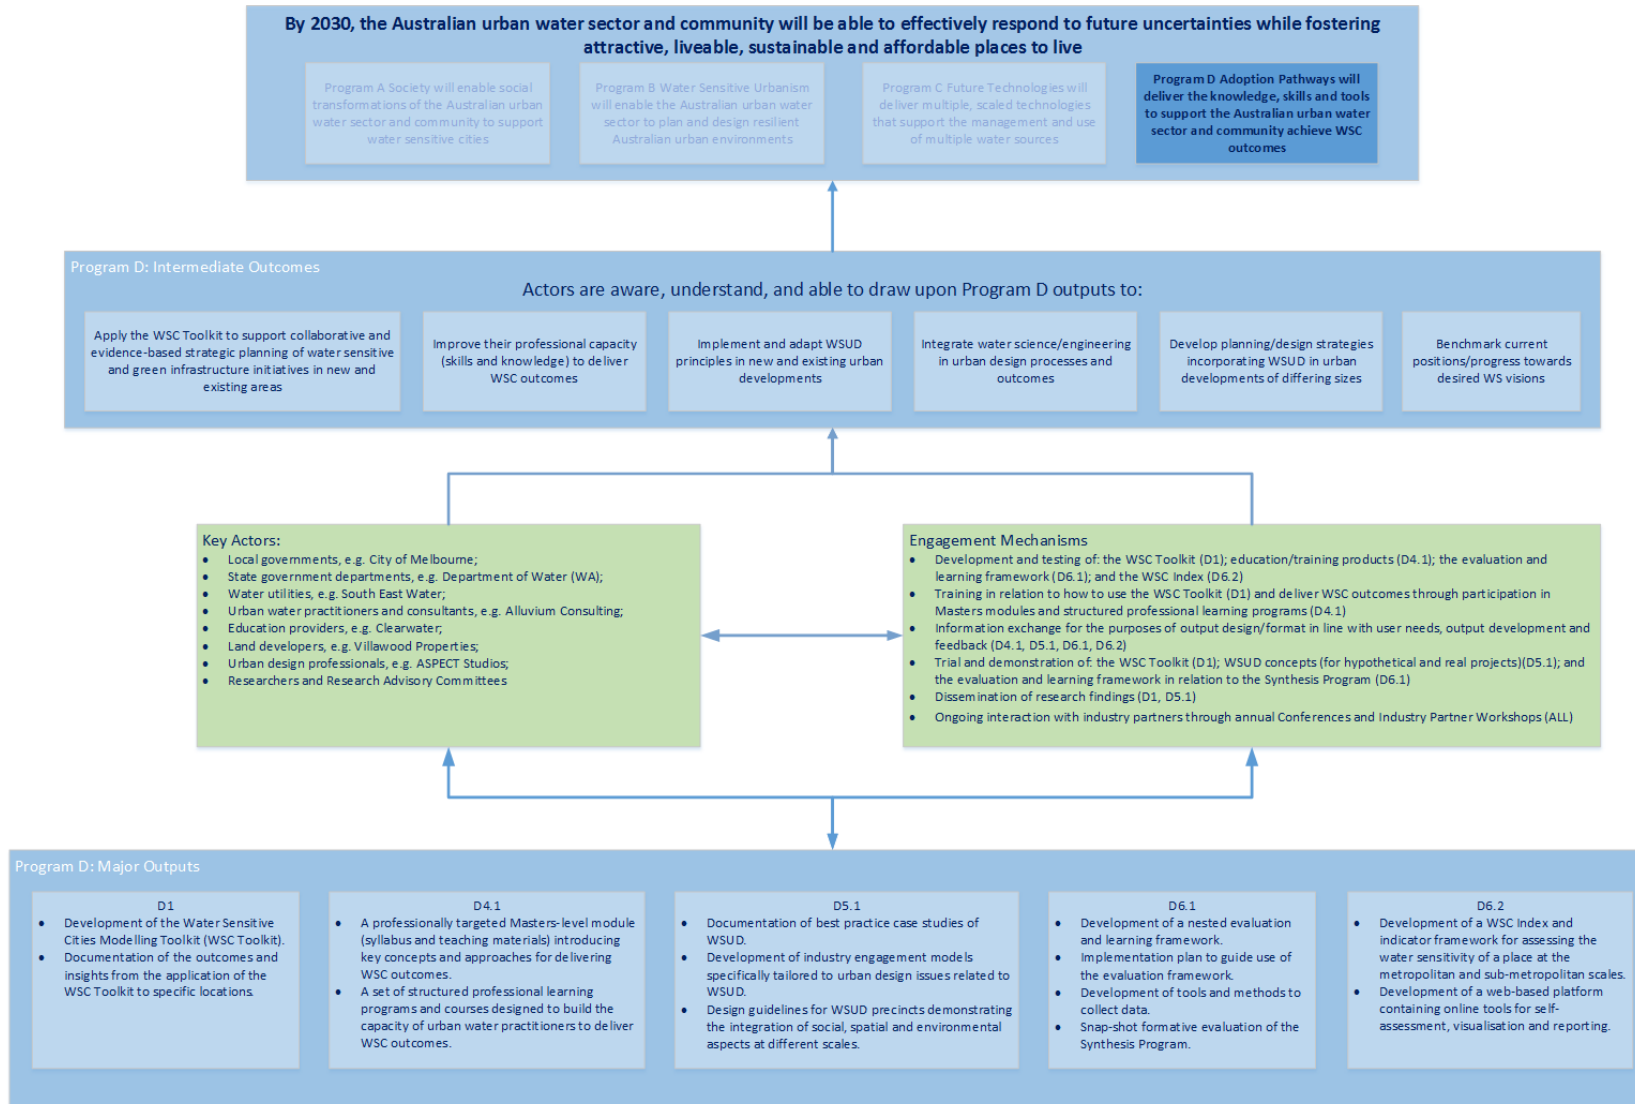 By 2030, the Australian urban water sector and community will be able to effectively respond to future uncertainties while fostering
attractive, liveable, sustainable and affordable places to live
Program A Society will enable social
transformations of the Australian urban
water sector and community to support
water sensitive cities
Program B Water Sensitive Urbanism
will enable the Australian urban water
sector to plan and design resilient
Australian urban environments
Program C Future Technologies will
deliver multiple, scaled technologies
that support the management and use
of multiple water sources
Program D Adoption Pathways will
deliver the knowledge, skills and tools
to support the Australian urban water
sector and community achieve WSC
outcomes
Program D: Intermediate Outcomes
Actors are aware, understand, and able to draw upon Program D outputs to:
Apply the WSC Toolkit to support collaborative and
evidence-based strategic planning of water sensitive
and green infrastructure initiatives in new and
existing areas
Improve their professional capacity
(skills and knowledge) to deliver
WSC outcomes
Implement and adapt WSUD
principles in new and existing urban
developments
Integrate water science/engineering
in urban design processes and
outcomes
Develop planning/design strategies
incorporating WSUD in urban
developments of differing sizes
Benchmark current
positions/progress towards
desired WS visions
Key Actors:
• Local governments, e.g. City of Melbourne;
• State government departments, e.g. Department of Water (WA);
• Water utilities, e.g. South East Water;
• Urban water practitioners and consultants, e.g. Alluvium Consulting;
• Education providers, e.g. Clearwater;
• Land developers, e.g. Villawood Properties;
• Urban design professionals, e.g. ASPECT Studios;
• Researchers and Research Advisory Committees
Engagement Mechanisms
• Development and testing of: the WSC Toolkit (D1); education/training products (D4.1); the evaluation and
learning framework (D6.1); and the WSC Index (D6.2)
• Training in relation to how to use the WSC Toolkit (D1) and deliver WSC outcomes through participation in
Masters modules and structured professional learning programs (D4.1)
• Information exchange for the purposes of output design/format in line with user needs, output development and
feedback (D4.1, D5.1, D6.1, D6.2)
• Trial and demonstration of: the WSC Toolkit (D1); WSUD concepts (for hypothetical and real projects)(D5.1); and
the evaluation and learning framework in relation to the Synthesis Program (D6.1)
• Dissemination of research findings (D1, D5.1)
• Ongoing interaction with industry partners through annual Conferences and Industry Partner Workshops (ALL)
Program D: Major Outputs
D1
• Development of the Water Sensitive
Cities Modelling Toolkit (WSC Toolkit).
• Documentation of the outcomes and
insights from the application of the
WSC Toolkit to specific locations.
D4.1
• A professionally targeted Masters-level module
(syllabus and teaching materials) introducing
key concepts and approaches for delivering
WSC outcomes.
• A set of structured professional learning
programs and courses designed to build the
capacity of urban water practitioners to deliver
WSC outcomes.
D5.1
• Documentation of best practice case studies of
WSUD.
• Development of industry engagement models
specifically tailored to urban design issues related to
WSUD.
• Design guidelines for WSUD precincts demonstrating
the integration of social, spatial and environmental
aspects at different scales.
D6.1
• Development of a nested evaluation
and learning framework.
• Implementation plan to guide use of
the evaluation framework.
• Development of tools and methods to
collect data.
• Snap-shot formative evaluation of the
Synthesis Program.
D6.2
• Development of a WSC Index and
indicator framework for assessing the
water sensitivity of a place at the
metropolitan and sub-metropolitan scales.
• Development of a web-based platform
containing online tools for self-
assessment, visualisation and reporting.